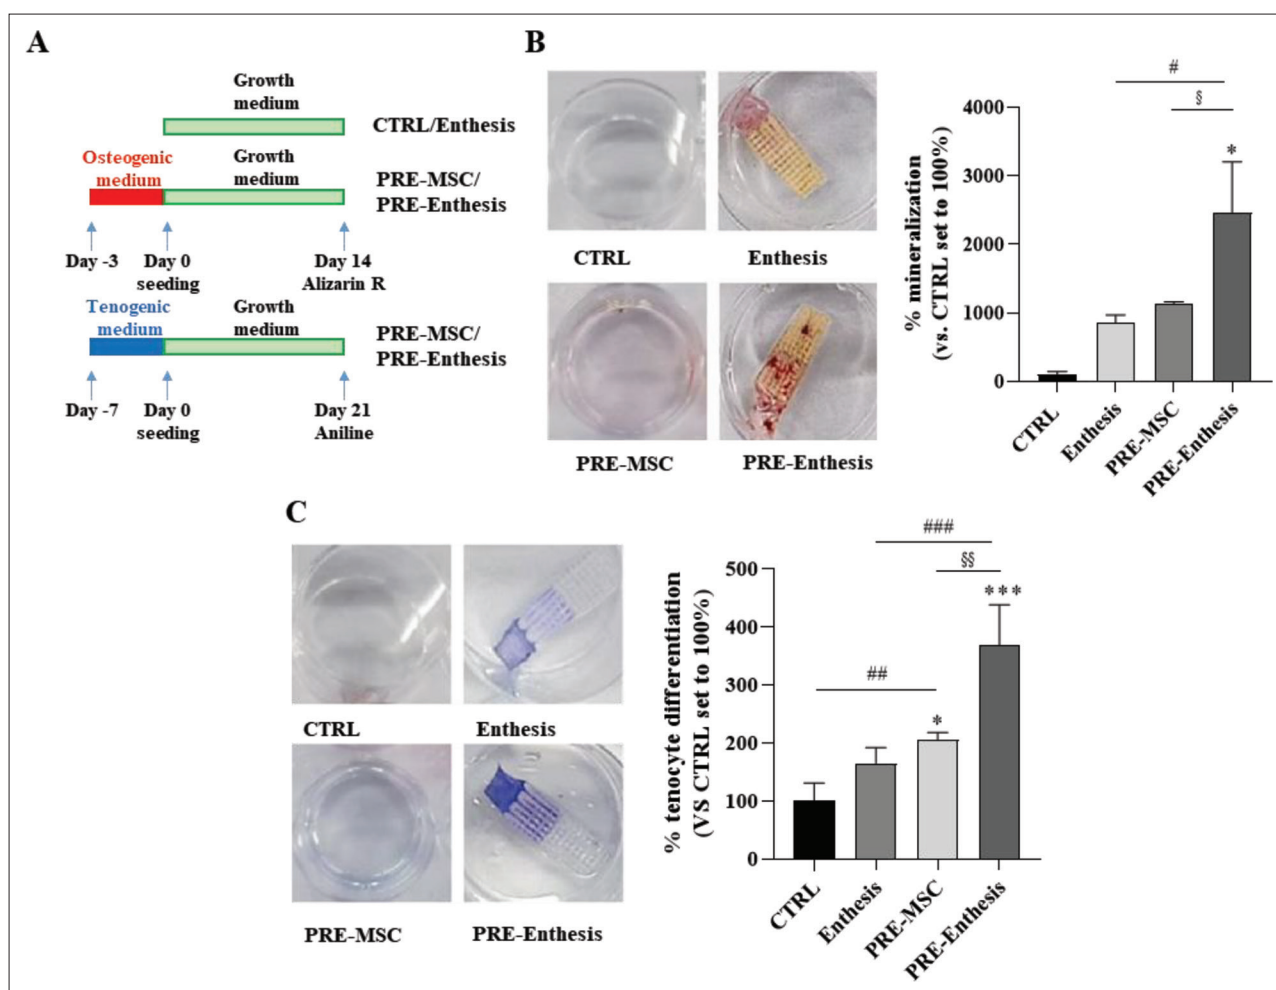 A
Growth
medium
CTRL/Enthesis
Osteogenic
medium
Growth
medium
PRE-MSC/
PRE-Enthesis
Day -3
Day 0
seeding
Day 14
Alizarin R
Tenogenic
medium
Growth
medium
PRE-MSC/
PRE-Enthesis
Day -7
Day 0
seeding
Day 21
Aniline
B
CTRL
Enthesis
PRE-MSC
PRE-Enthesis
% mineralization
(vs. CTRL set to 100%)
4000
3000
2000
1000
0
#
§
*
CTRL
Enthesis
PRE-MSC
PRE-Enthesis
C
CTRL
Enthesis
PRE-MSC
PRE-Enthesis
% tenocyte differentiation
(VS CTRL set to 100%)
500
400
300
200
100
0
###
§§
***
##
*
CTRL
Enthesis
PRE-MSC
PRE-Enthesis